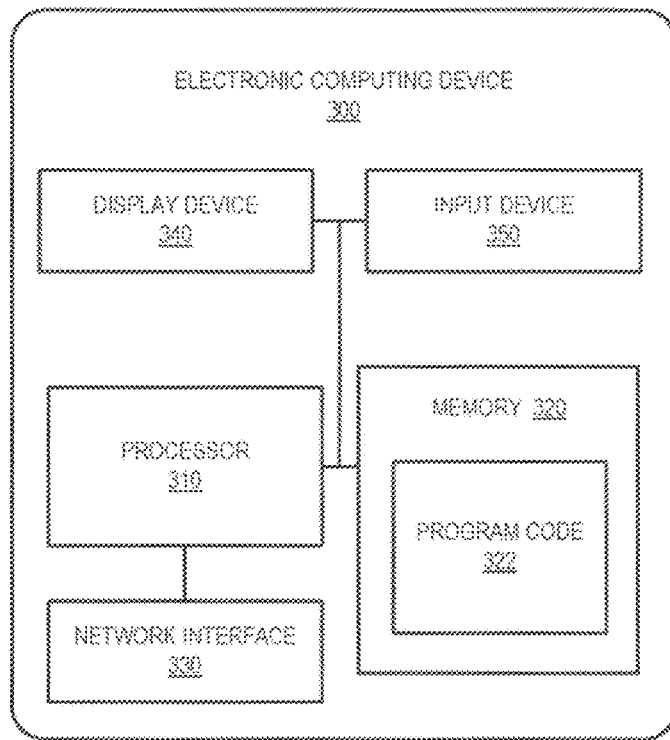 ELECTRONIC COMPUTING DEVICE
300
DISPLAY DEVICE
340
INPUT DEVICE
350
PROCESSOR
310
MEMORY 320
PROGRAM CODE
322
NETWORK INTERFACE
330